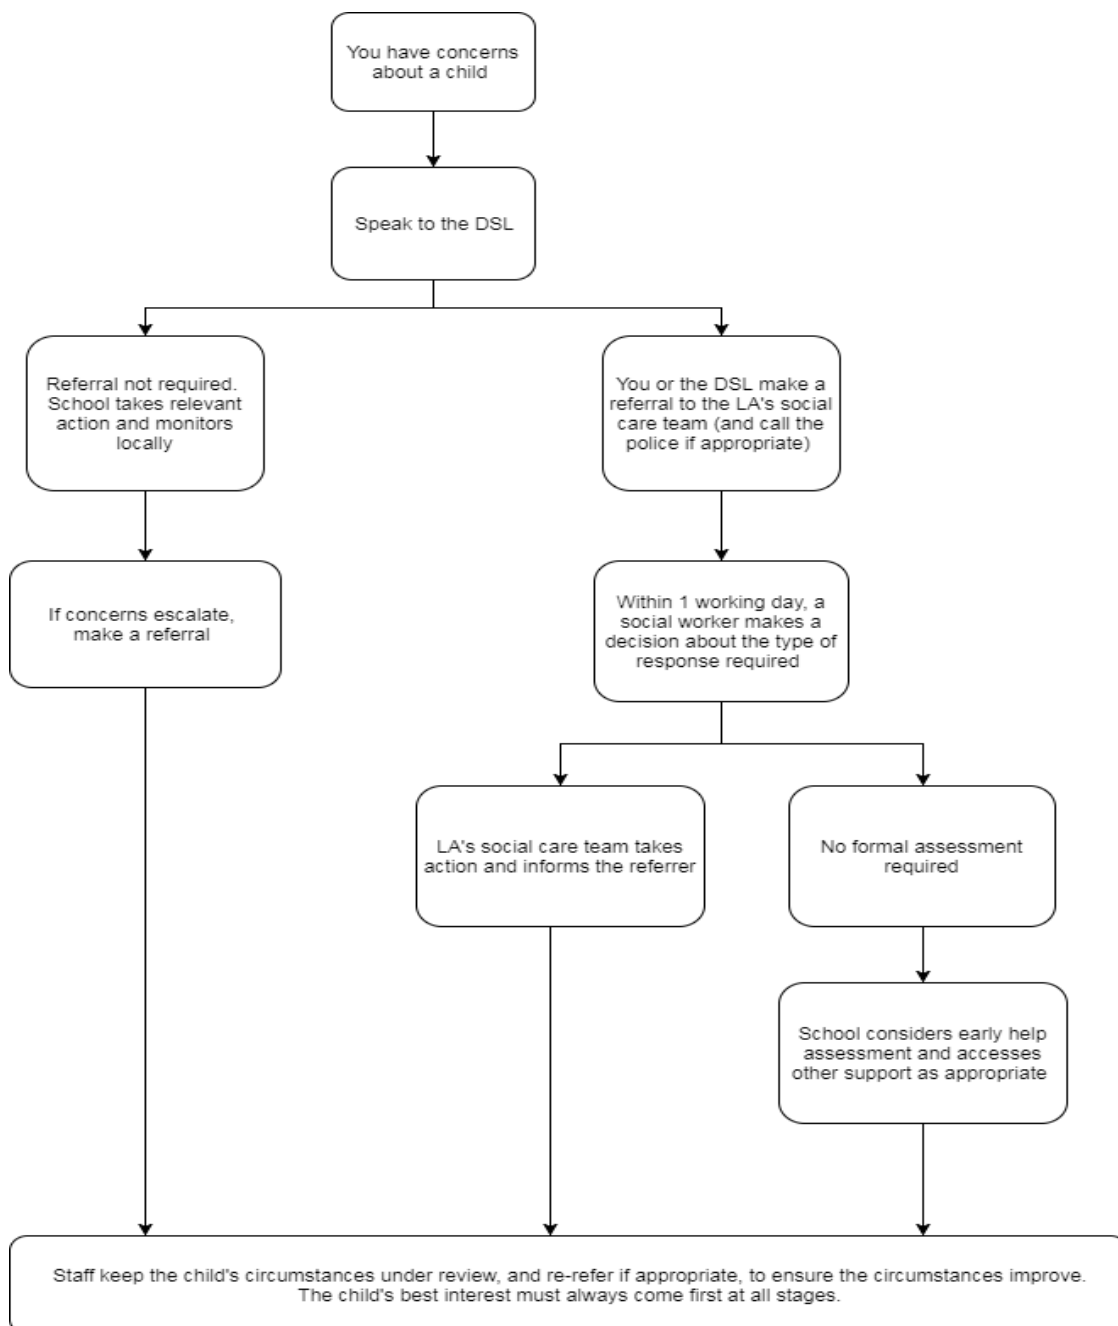 You have concerns
about a child
Speak to the DSL
Referral not required.
School takes relevant
action and monitors
locally
You or the DSL make a
referral to the LA's social
care team (and call the
police if appropriate)
If concerns escalate,
make a referral
Within 1 working day, a
social worker makes a
decision about the type of
response required
LA's social care team takes
action and informs the referrer
No formal assessment
required
School considers early help
assessment and accesses
other support as appropriate
Staff keep the child's circumstances under review, and re-refer if appropriate, to ensure the circumstances improve.
The child's best interest must always come first at all stages.